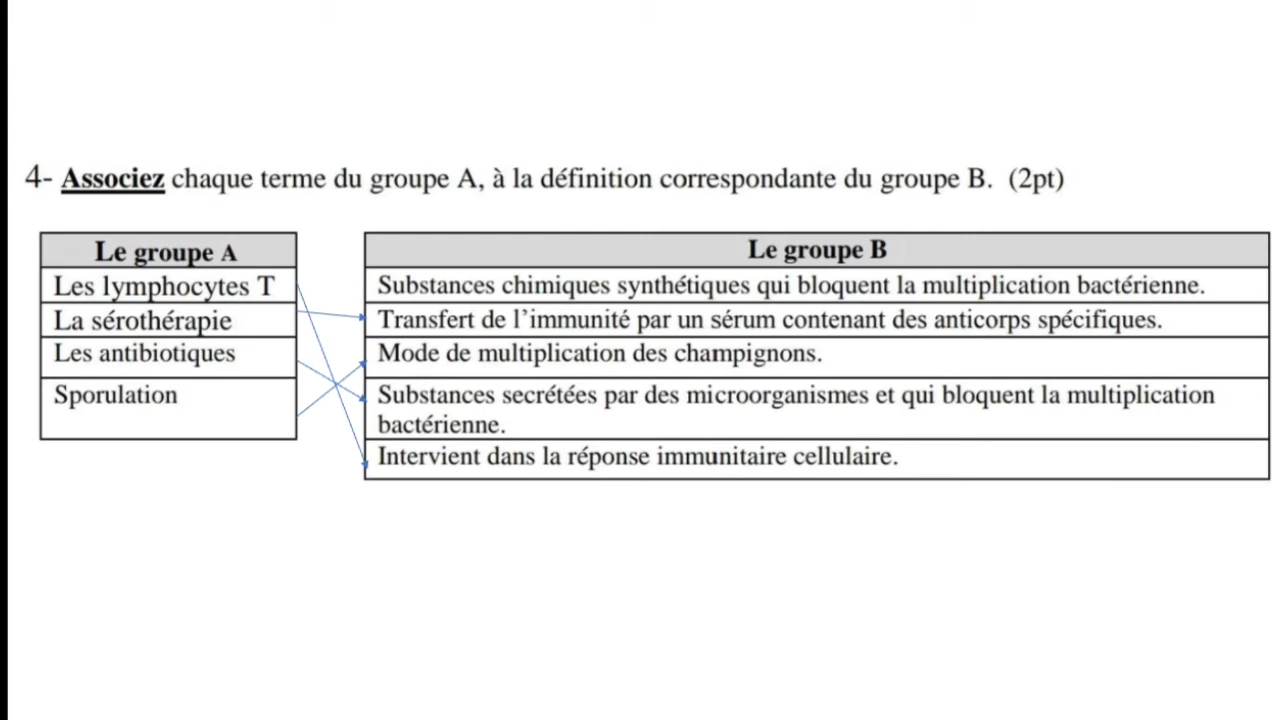 4- Associez chaque terme du groupe A, à la définition correspondante du groupe B. (2pt)
Le groupe A
Les lymphocytes T
La sérothérapie
Les antibiotiques
Sporulation
Le groupe B
Substances chimiques synthétiques qui bloquent la multiplication bactérienne.
Transfert de l’immunité par un sérum contenant des anticorps spécifiques.
Mode de multiplication des champignons.
Substances secrétées par des microorganismes et qui bloquent la multiplication
bactérienne.
Intervient dans la réponse immunitaire cellulaire.